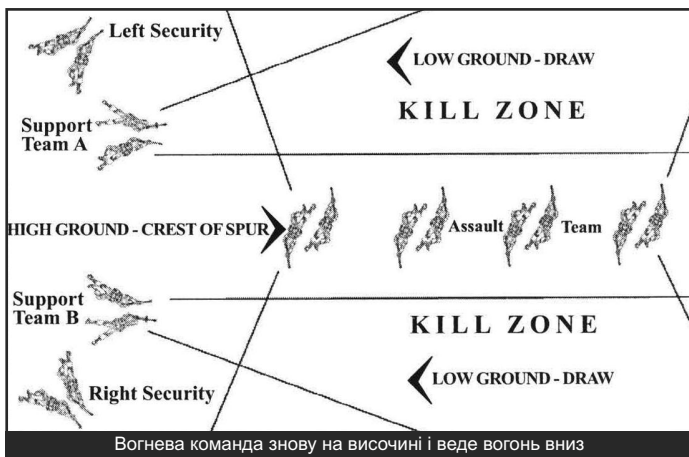 Left Security
LOW GROUND - DRAW
KILL ZONE
Support
Team A
HIGH GROUND - CREST OF SPUR
Assault Team
Support
Team B
KILL ZONE
LOW GROUND - DRAW
Right Security
Вогнева команда знову на височині і веде вогонь вниз